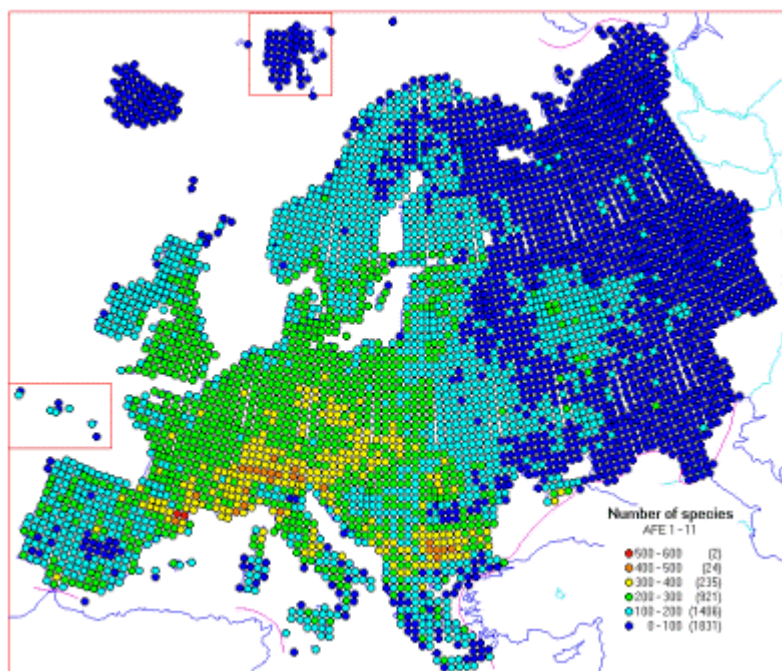 Number of species
AFE 1 - 11
500 - 600 (2)
400 - 500 (24)
300 - 400 (235)
200 - 300 (921)
100 - 200 (1406)
0 - 100 (1831)